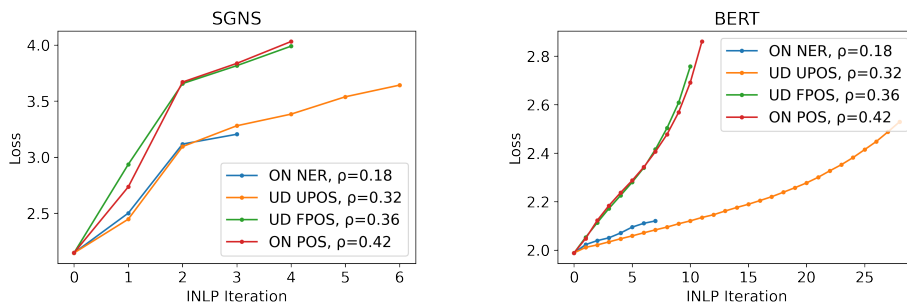 SGNS
4.0
3.5
3.0
2.5
Loss
ON NER, ρ=0.18
UD UPOS, ρ=0.32
UD FPOS, ρ=0.36
ON POS, ρ=0.42
0 1 2 3 4 5 6
INLP Iteration
BERT
2.8
2.6
2.4
2.2
2.0
Loss
ON NER, ρ=0.18
UD UPOS, ρ=0.32
UD FPOS, ρ=0.36
ON POS, ρ=0.42
0 5 10 15 20 25
INLP Iteration